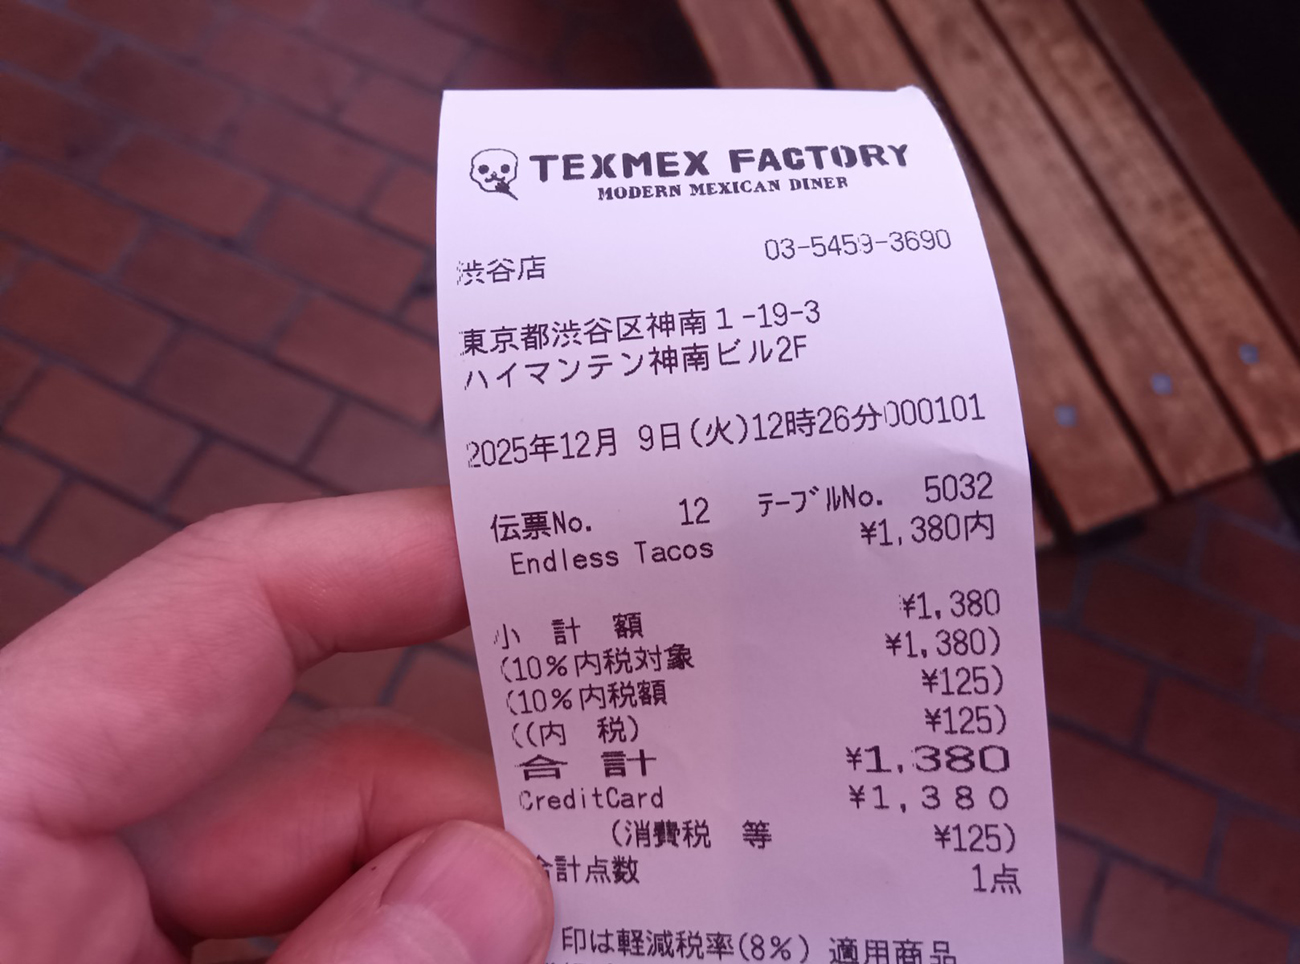 TEXMEX FACTORY
MODERN MEXICAN DINER
渋谷店 03-5459-3690
東京都渋谷区神南1-19-3
ハイマンテン神南ビル2F
2025年12月 9日(火)12時26分000101
伝票No. 12 テーブルNo. 5032
Endless Tacos ¥1,380内
小 計 額 ¥1,380
(10%内税対象 ¥1,380)
(10%内税額 ¥125)
((内 税) ¥125)
合 計 ¥1,380
CreditCard ¥1,380
(消費税 等 ¥125)
合計点数 1点
印は軽減税率(8%) 適用商品